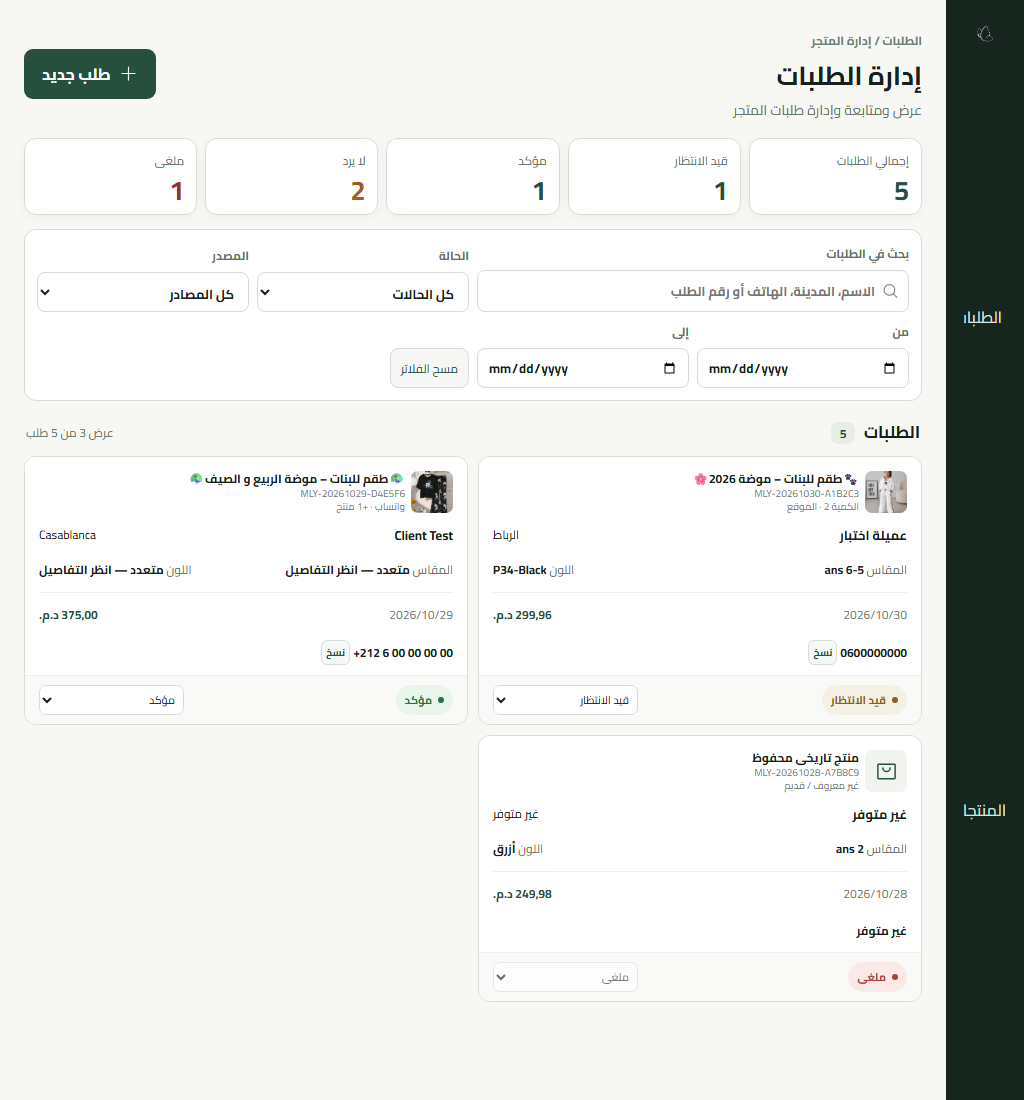 الطلبات / إدارة المتجر
إدارة الطلبات
عرض ومتابعة وإدارة طلبات المتجر
طلب جديد
إجمالي الطلبات
5
قيد الانتظار
1
مؤكد
1
لا يرد
2
ملغى
1
بحث في الطلبات
الاسم، المدينة، الهاتف أو رقم الطلب
الحالة
كل الحالات
المصدر
كل المصادر
من
mm/dd/yyyy
إلى
mm/dd/yyyy
مسح الفلاتر
الطلبات 5
عرض 3 من 5 طلب
🐾 طقم للبنات – موضة 2026 🌸
MLY-20261030-A1B2C3
الكمية 2 · الموقع
عميلة اختبار
الرباط
المقاس 5-6 ans
اللون P34-Black
2026/10/30
299,96 د.م.
0600000000 نسخ
قيد الانتظار
قيد الانتظار
🦚 طقم للبنات – موضة الربيع و الصيف 🦚
MLY-20261029-D4E5F6
واتساب · +1 منتج
Client Test
Casablanca
المقاس متعدد — انظر التفاصيل
اللون متعدد — انظر التفاصيل
2026/10/29
375,00 د.م.
+212 6 00 00 00 00 نسخ
مؤكد
مؤكد
منتج تاريخي محفوظ
MLY-20261028-A7B8C9
غير معروف / قديم
غير متوفر
غير متوفر
المقاس 2 ans
اللون أزرق
2026/10/28
249,98 د.م.
غير متوفر
ملغى
ملغى